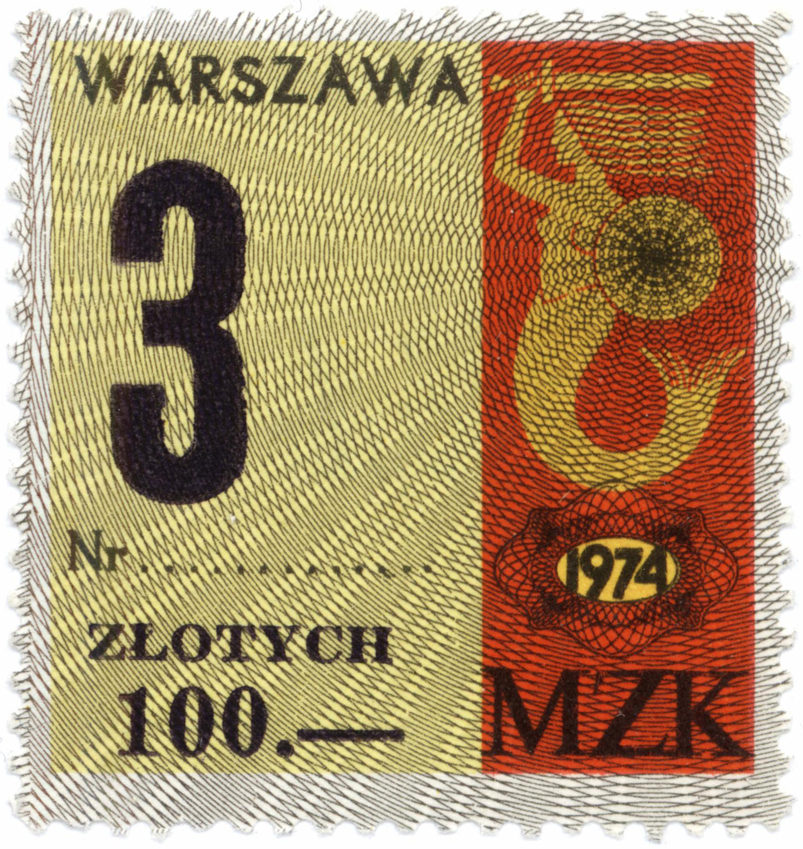 WARSZAWA
3
Nr..............
ZŁOTYCH
100.—
1974
MZK